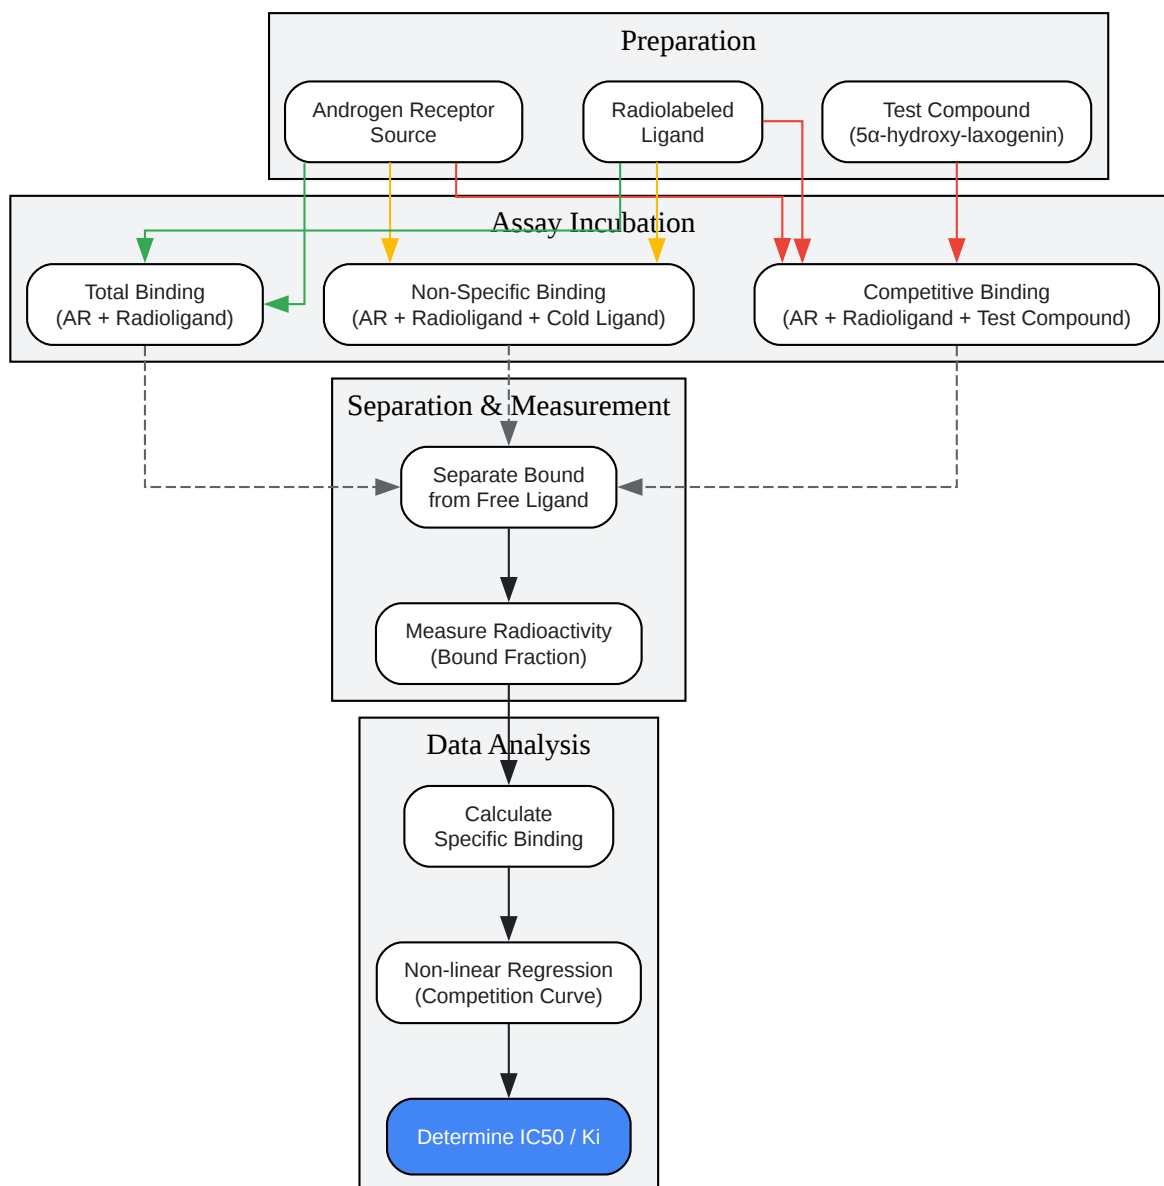 Preparation
Androgen Receptor
Source
Radiolabeled
Ligand
Test Compound
(5α-hydroxy-laxogenin)
Assay Incubation
Total Binding
(AR + Radioligand)
Non-Specific Binding
(AR + Radioligand + Cold Ligand)
Competitive Binding
(AR + Radioligand + Test Compound)
Separation & Measurement
Separate Bound
from Free Ligand
Measure Radioactivity
(Bound Fraction)
Data Analysis
Calculate
Specific Binding
Non-linear Regression
(Competition Curve)
Determine IC50 / Ki